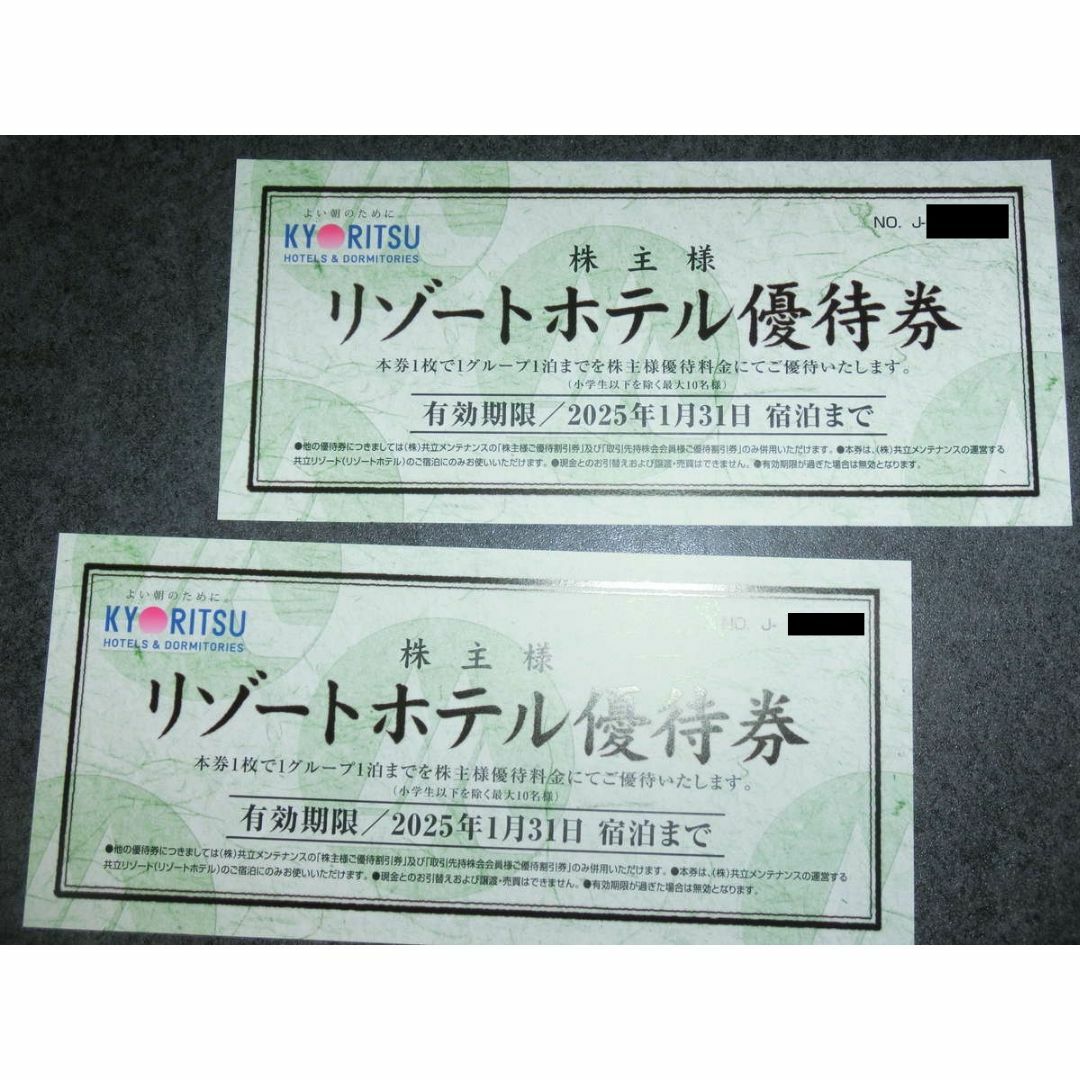 よい朝のために。
KYORITSU
HOTELS & DORMITORIES
NO. J-
株主様
リゾートホテル優待券
本券1枚で1グループ1泊までを株主様優待料金にてご優待いたします。
(小学生以下を除く最大10名様)
有効期限/2025年1月31日 宿泊まで
●他の優待券につきましては(株)共立メンテナンスの「株主様ご優待割引券」及び「取引先持株会会員様ご優待割引券」のみ併用いただけます。●本券は、(株)共立メンテナンスの運営する
共立リゾート(リゾートホテル)のご宿泊にのみお使いいただけます。●現金とのお引替えおよび譲渡・売買はできません。●有効期限が過ぎた場合は無効となります。
よい朝のために。
KYORITSU
HOTELS & DORMITORIES
NO. J-
株主様
リゾートホテル優待券
本券1枚で1グループ1泊までを株主様優待料金にてご優待いたします。
(小学生以下を除く最大10名様)
有効期限/2025年1月31日 宿泊まで
●他の優待券につきましては(株)共立メンテナンスの「株主様ご優待割引券」及び「取引先持株会会員様ご優待割引券」のみ併用いただけます。●本券は、(株)共立メンテナンスの運営する
共立リゾート(リゾートホテル)のご宿泊にのみお使いいただけます。●現金とのお引替えおよび譲渡・売買はできません。●有効期限が過ぎた場合は無効となります。